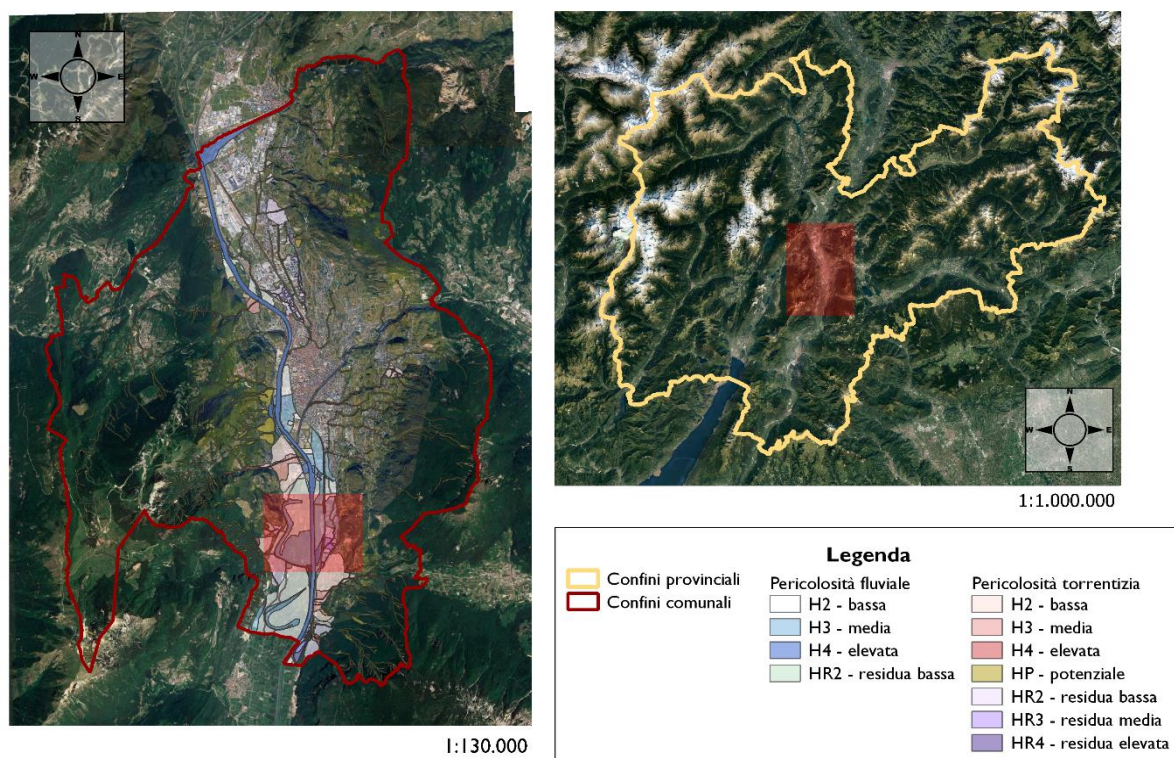 N
W E
S
1:130.000
N
W E
S
1:1.000.000
Legenda
Confini provinciali
Confini comunali
Pericolosità fluviale
H2 - bassa
H3 - media
H4 - elevata
HR2 - residua bassa
Pericolosità torrentizia
H2 - bassa
H3 - media
H4 - elevata
HP - potenziale
HR2 - residua bassa
HR3 - residua media
HR4 - residua elevata